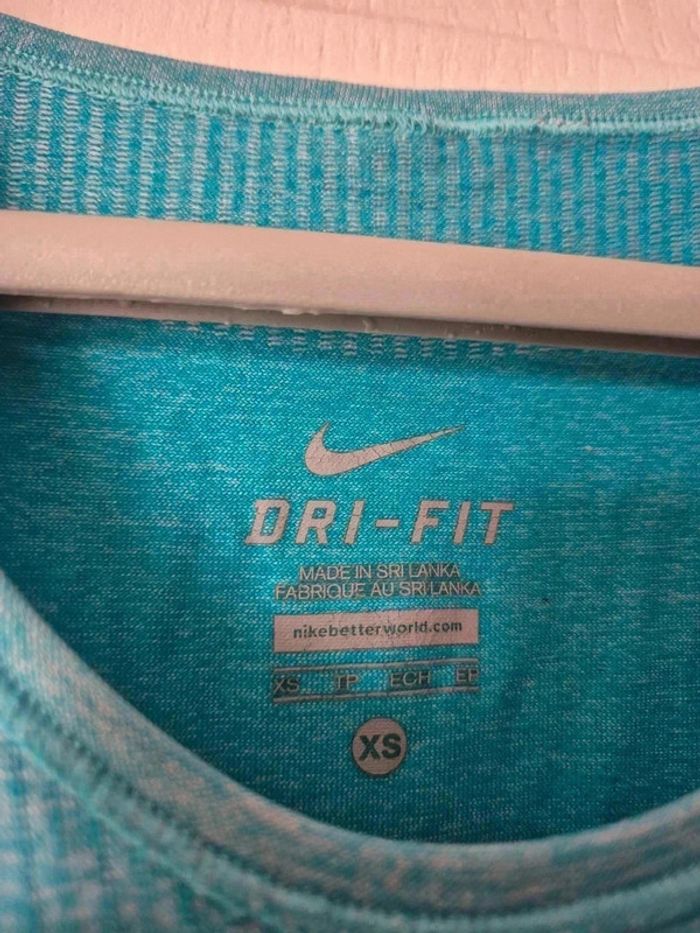 DRI-FIT
MADE IN SRI LANKA
FABRIQUE AU SRI LANKA
nikebetterworld.com
XS TP ECH EP
XS